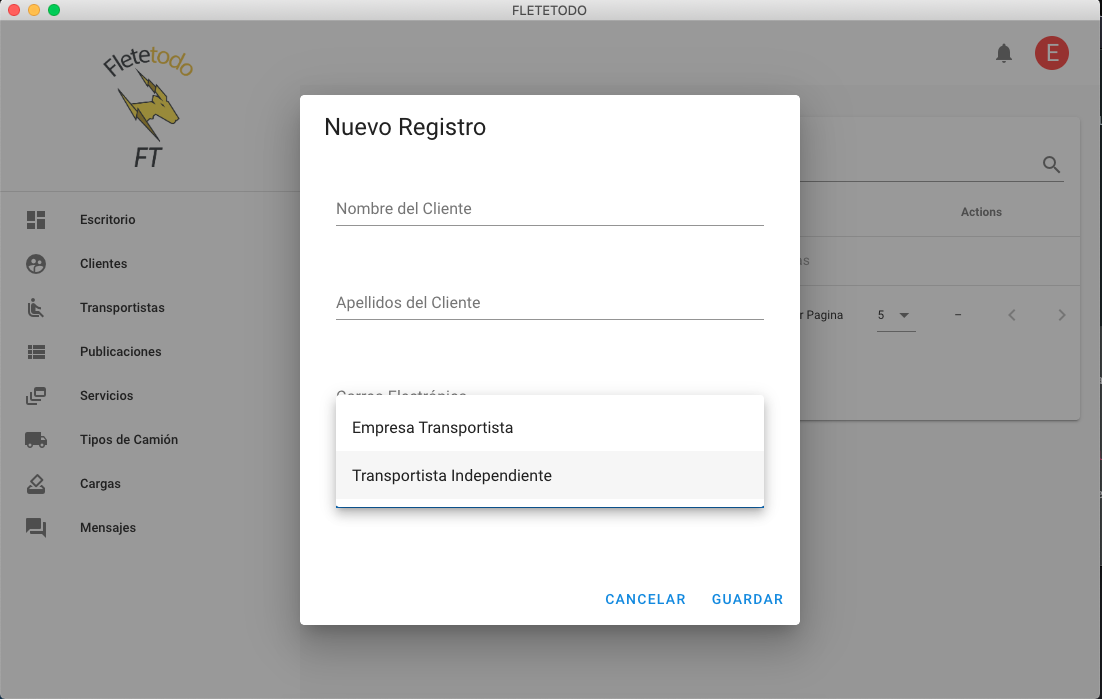 FLETETODO
Fletetodo
FT
E
Escritorio
Clientes
Transportistas
Publicaciones
Servicios
Tipos de Camión
Cargas
Mensajes
Nuevo Registro
Nombre del Cliente
Apellidos del Cliente
Correo Electrónico
Empresa Transportista
Transportista Independiente
CANCELAR
GUARDAR
Actions
Pagina
5
–